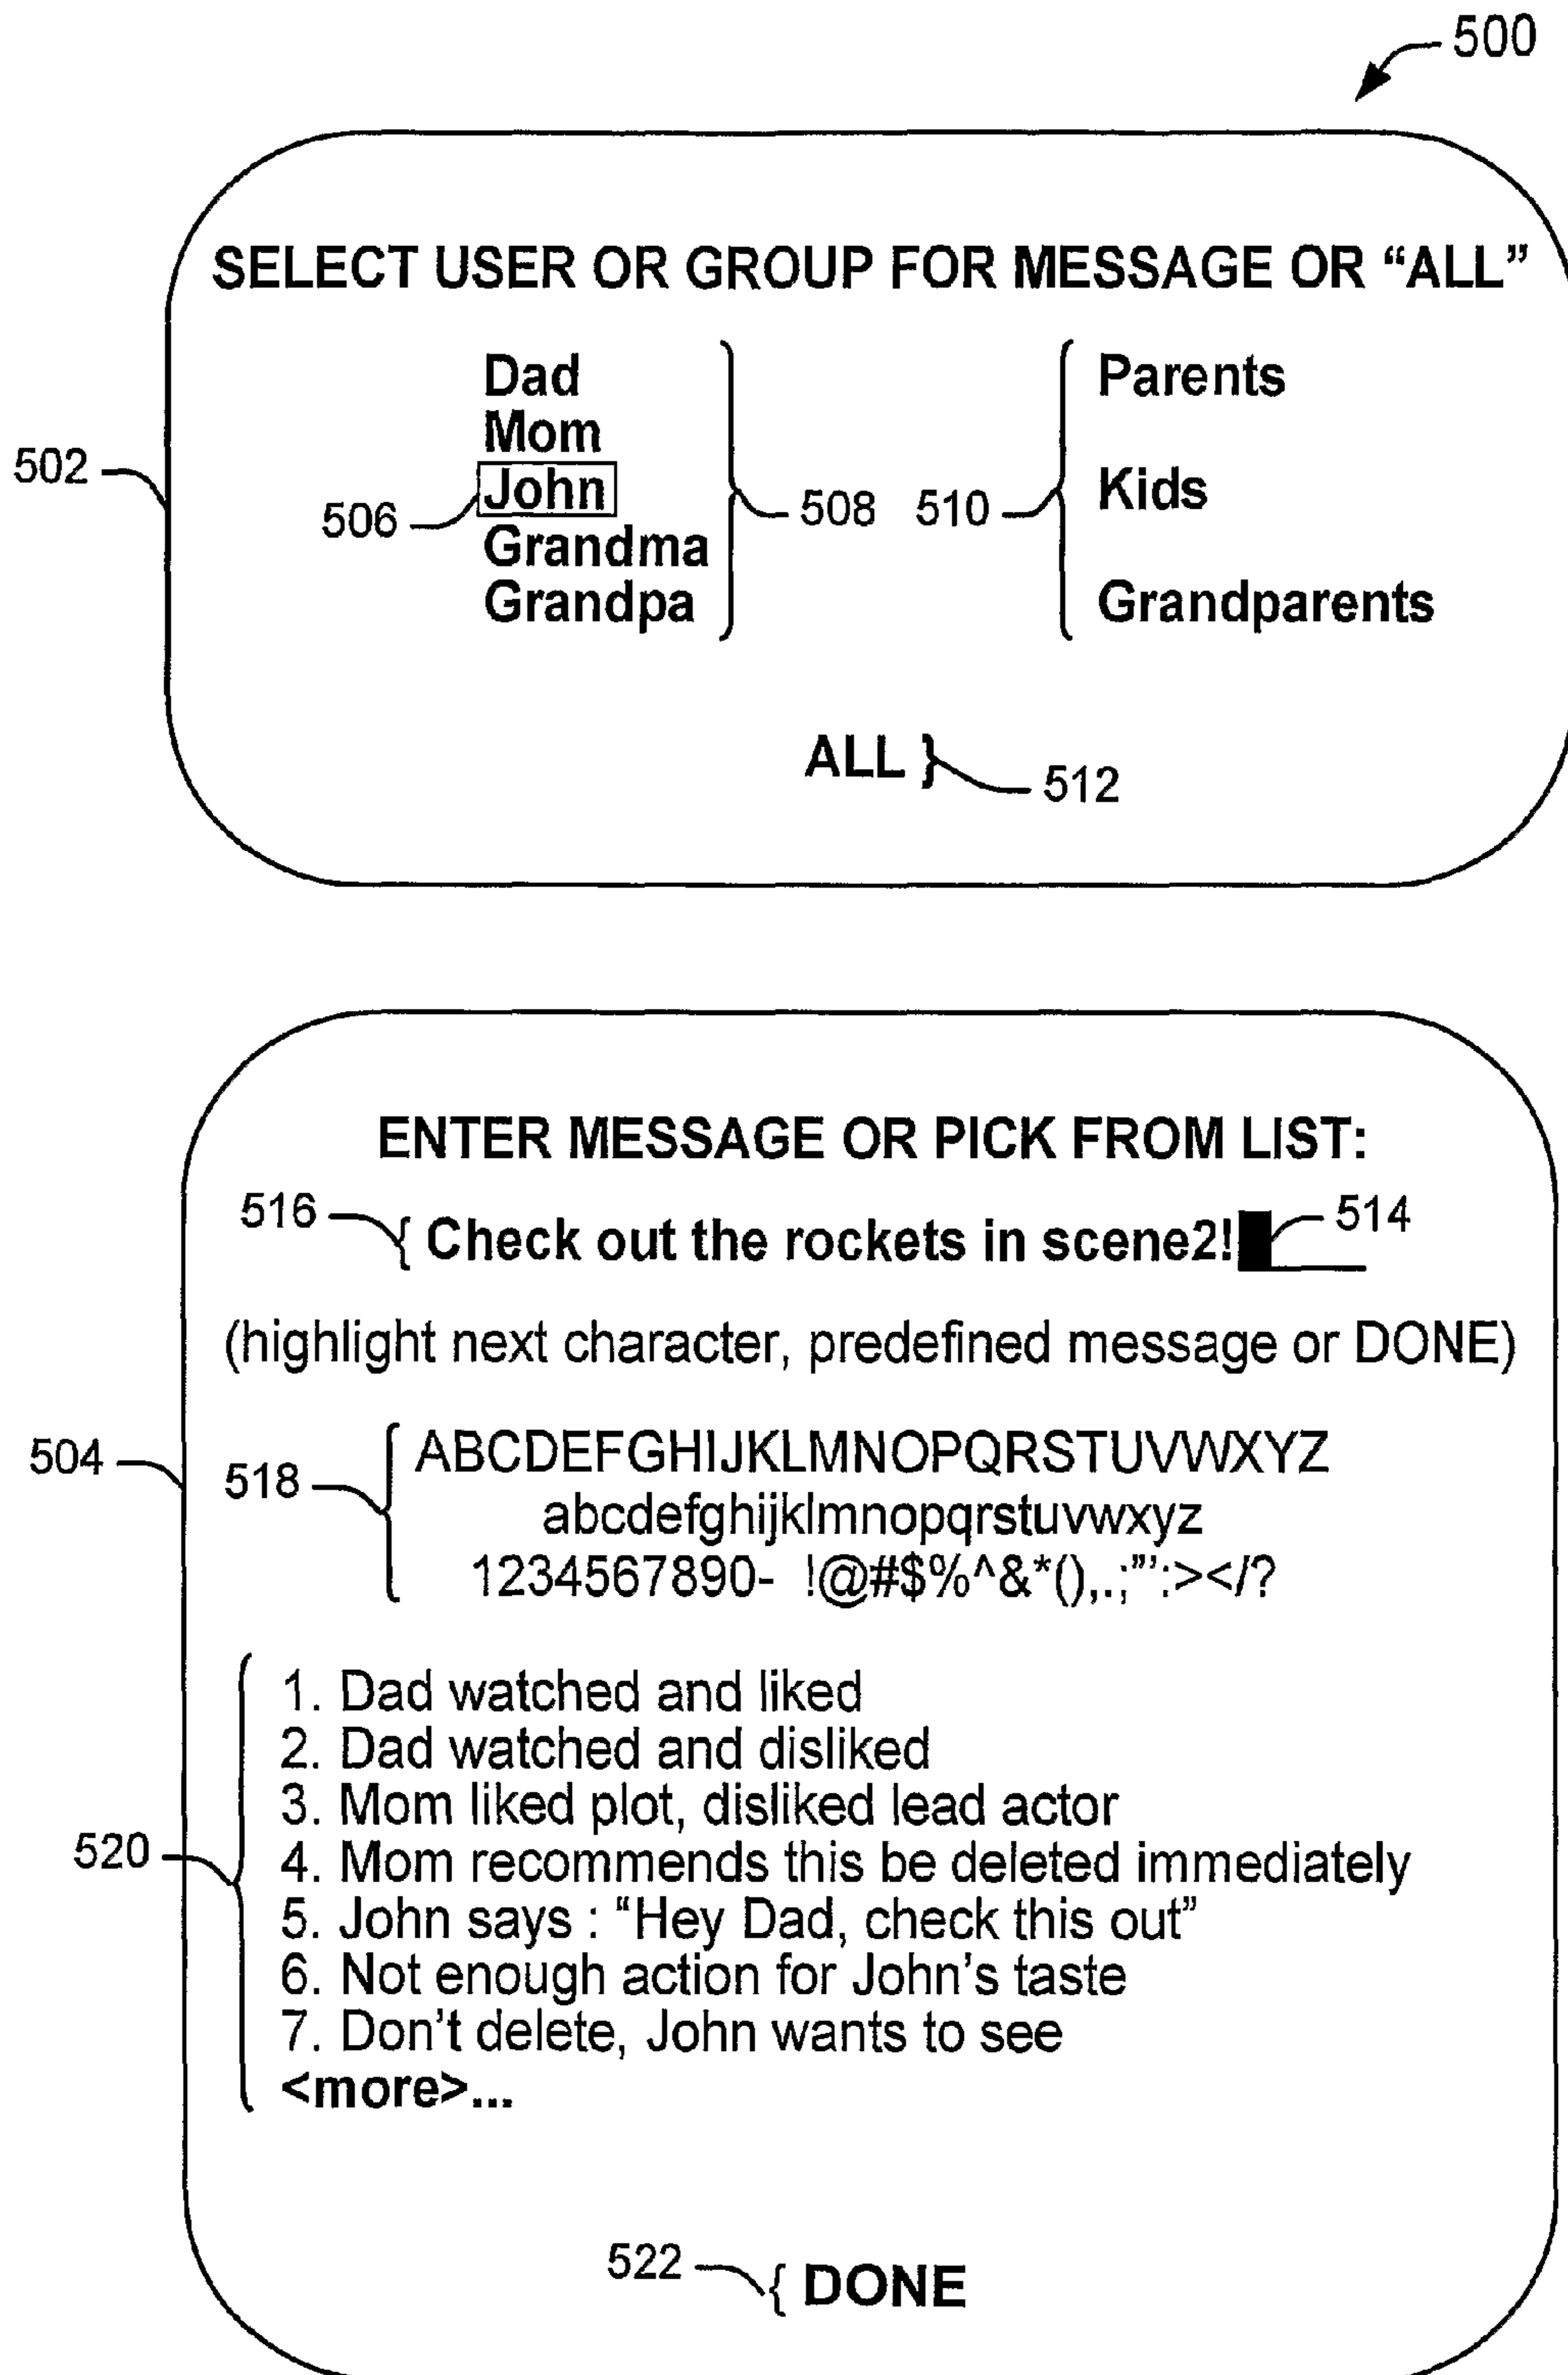 500
SELECT USER OR GROUP FOR MESSAGE OR “ALL”
Dad
Mom
John
Grandma
Grandpa
502
506
508
510
Parents
Kids
Grandparents
ALL
512
ENTER MESSAGE OR PICK FROM LIST:
516
Check out the rockets in scene2!
514
(highlight next character, predefined message or DONE)
504
518
ABCDEFGHIJKLMNOPQRSTUVWXYZ
abcdefghijklmnopqrstuvwxyz
1234567890- !@#$%^&*(),.;”’:></?
520
1. Dad watched and liked
2. Dad watched and disliked
3. Mom liked plot, disliked lead actor
4. Mom recommends this be deleted immediately
5. John says : “Hey Dad, check this out”
6. Not enough action for John's taste
7. Don't delete, John wants to see
<more>...
522
DONE